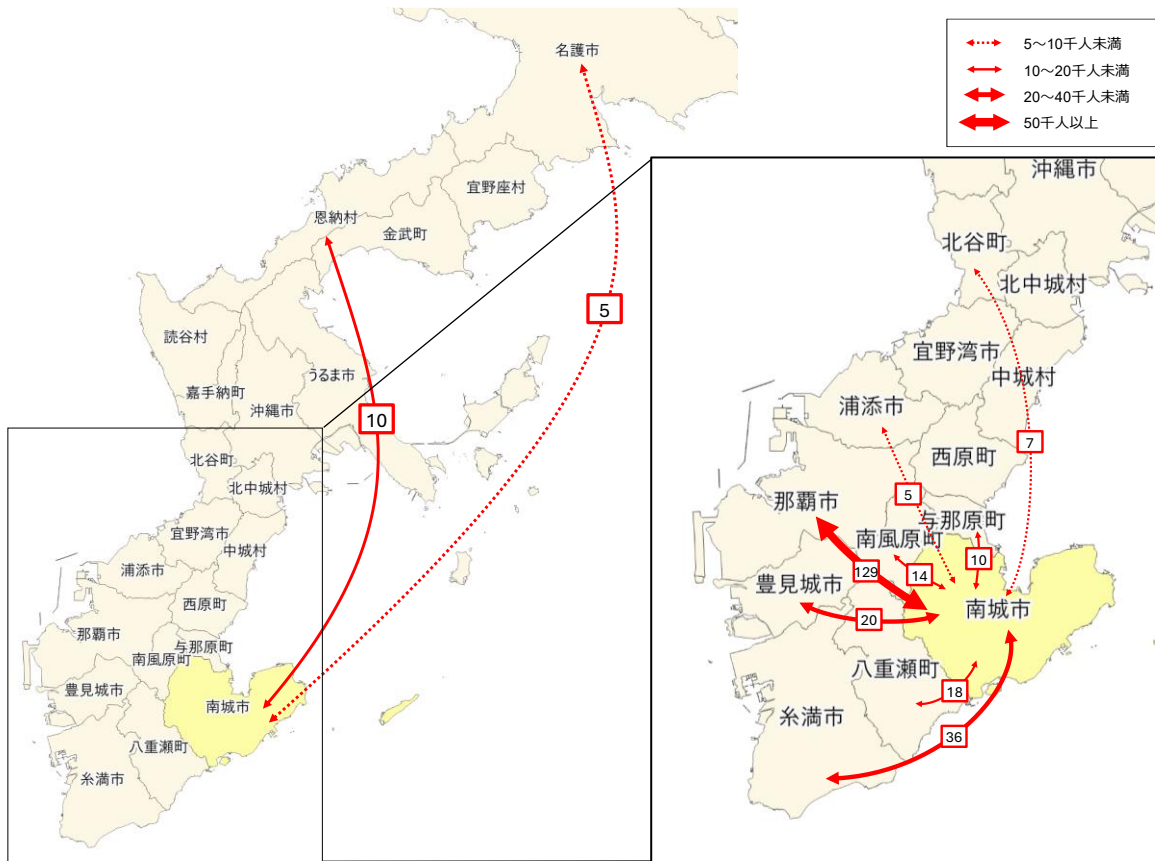 名護市
宜野座村
恩納村
金武町
5
読谷村
うるま市
嘉手納町
沖縄市
10
北谷町
北中城村
宜野湾市
中城村
浦添市
西原町
那覇市
与那原町
南風原町
豊見城市
南城市
八重瀬町
糸満市
5～10千人未満
10～20千人未満
20～40千人未満
50千人以上
沖縄市
北谷町
北中城村
宜野湾市
中城村
浦添市
7
西原町
那覇市
5
与那原町
南風原町
10
129
14
豊見城市
南城市
20
八重瀬町
18
糸満市
36